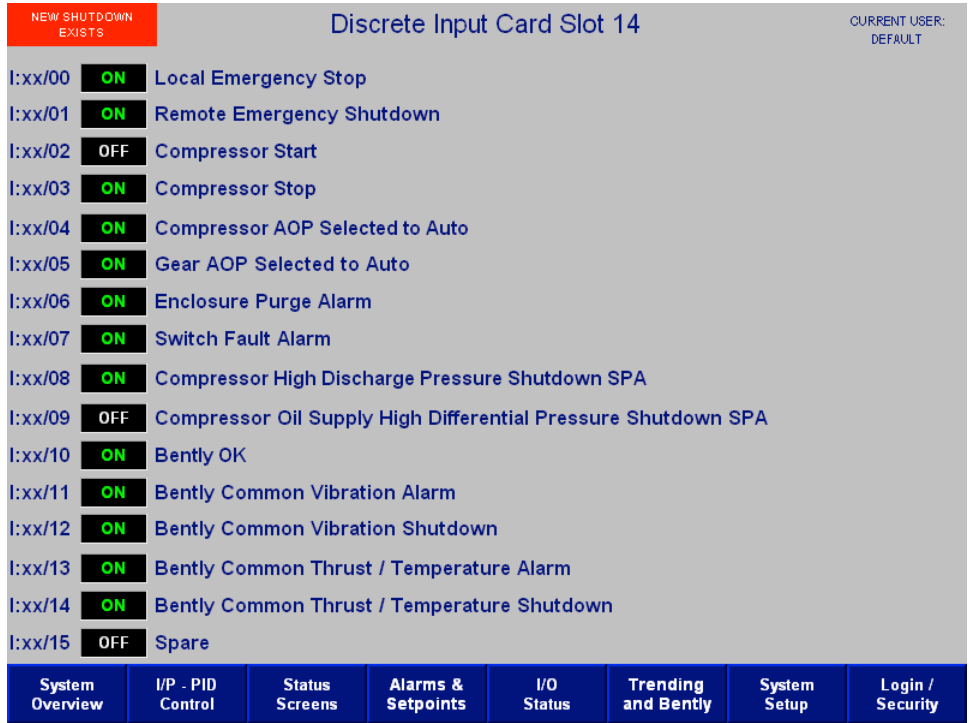 NEW SHUTDOWN
EXISTS
Discrete Input Card Slot 14
CURRENT USER:
DEFAULT
I:xx/00 ON Local Emergency Stop
I:xx/01 ON Remote Emergency Shutdown
I:xx/02 OFF Compressor Start
I:xx/03 ON Compressor Stop
I:xx/04 ON Compressor AOP Selected to Auto
I:xx/05 ON Gear AOP Selected to Auto
I:xx/06 ON Enclosure Purge Alarm
I:xx/07 ON Switch Fault Alarm
I:xx/08 ON Compressor High Discharge Pressure Shutdown SPA
I:xx/09 OFF Compressor Oil Supply High Differential Pressure Shutdown SPA
I:xx/10 ON Bently OK
I:xx/11 ON Bently Common Vibration Alarm
I:xx/12 ON Bently Common Vibration Shutdown
I:xx/13 ON Bently Common Thrust / Temperature Alarm
I:xx/14 ON Bently Common Thrust / Temperature Shutdown
I:xx/15 OFF Spare
System
Overview
I/P - PID
Control
Status
Screens
Alarms &
Setpoints
I/O
Status
Trending
and Bently
System
Setup
Login /
Security